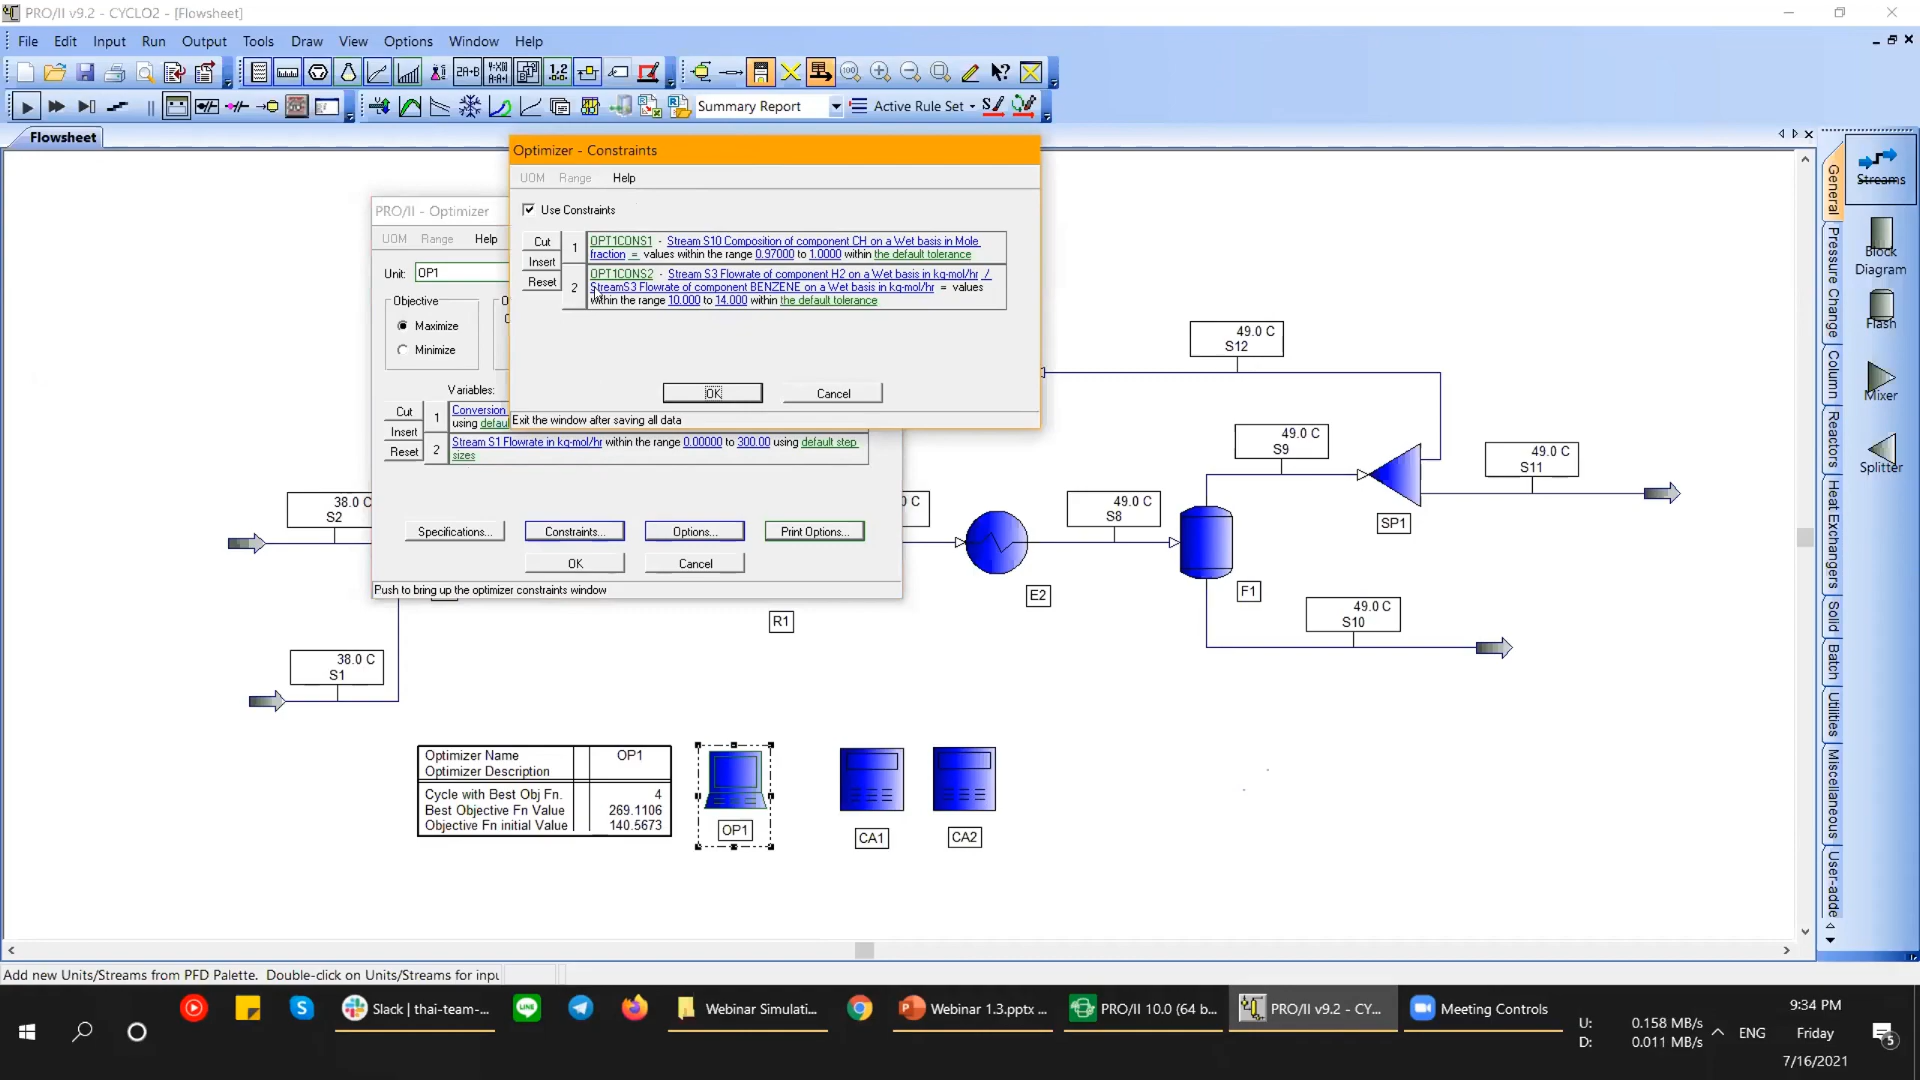 PRO/II v9.2 - CYCLO2 - [Flowsheet]
File Edit Input Run Output Tools Draw View Options Window Help
Summary Report Active Rule Set
Flowsheet
Optimizer - Constraints
UOM Range Help
Use Constraints
Cut
Insert
Reset
1 OPT1CONS1 - Stream S10 Composition of component CH on a Wet basis in Mole
fraction = values within the range 0.97000 to 1.0000 within the default tolerance
2 OPT1CONS2 - Stream S3 Flowrate of component H2 on a Wet basis in kg-mol/hr /
StreamS3 Flowrate of component BENZENE on a Wet basis in kg-mol/hr = values
within the range 10.000 to 14.000 within the default tolerance
OK Cancel
Exit the window after saving all data
PRO/II - Optimizer
UOM Range Help
Unit: OP1
Objective
Maximize
Minimize
Variables:
Cut
Insert
Reset
1 Conversion
using
2 Stream S1 Flowrate in kg-mol/hr within the range 0.00000 to 300.00 using default step
sizes
Specifications... Constraints... Options... Print Options...
OK Cancel
Push to bring up the optimizer constraints window
49.0 C
S12
49.0 C
S9
49.0 C
S11
SP1
38.0 C
S2
49.0 C
S8
E2
F1
R1
49.0 C
S10
38.0 C
S1
Optimizer Name OP1
Optimizer Description
Cycle with Best Obj Fn. 4
Best Objective Fn Value 269.1106
Objective Fn initial Value 140.5673
OP1
CA1
CA2
General
Pressure Change
Column
Reactors
Heat Exchangers
Solid
Batch
Utilities
Miscellaneous
User-adde
Streams
Block
Diagram
Flash
Mixer
Splitter
Add new Units/Streams from PFD Palette. Double-click on Units/Streams for inpu
Slack | thai-team-...
Webinar Simulati...
Webinar 1.3.pptx ...
PRO/II 10.0 (64 b...
PRO/II v9.2 - CY...
Meeting Controls
U: 0.158 MB/s
D: 0.011 MB/s
ENG
9:34 PM
Friday
7/16/2021
5